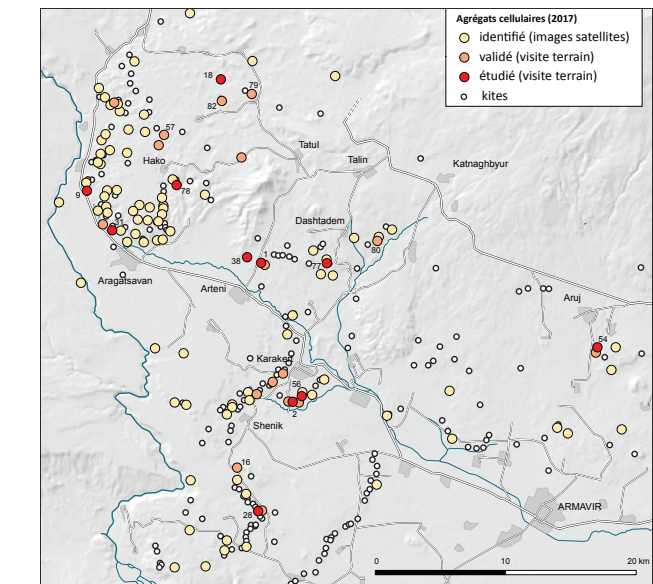 Agrégats cellulaires (2017)
identifié (images satellites)
validé (visite terrain)
étudié (visite terrain)
kites
18
79
82
57
Tatul
Hako
Talin
Katnaghbyur
78
9
31
Dashtadem
80
38
1
77
Aragatsavan
Arteni
Aruj
54
Karakert
56
2
Shenik
16
28
ARMAVIR
0 10 20 km